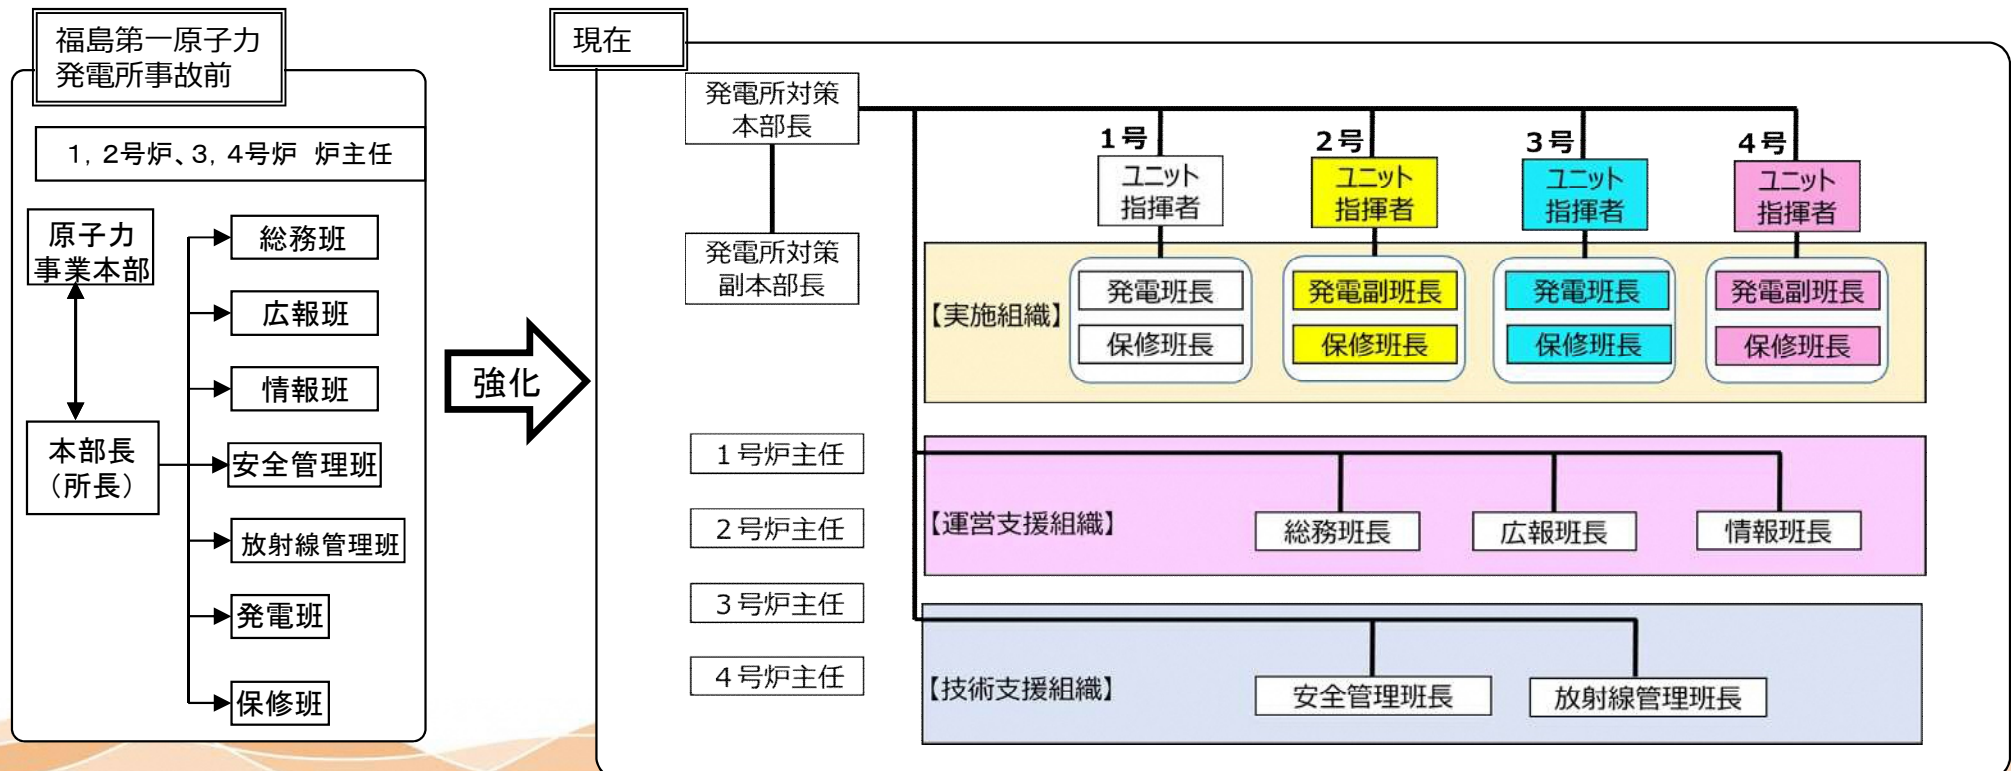 福島第一原子力
発電所事故前
1，2号炉、3，4号炉　炉主任
原子力
事業本部
本部長
（所長）
総務班
広報班
情報班
安全管理班
放射線管理班
発電班
保修班
強化
現在
発電所対策
本部長
発電所対策
副本部長
1号
ユニット
指揮者
2号
ユニット
指揮者
3号
ユニット
指揮者
4号
ユニット
指揮者
【実施組織】
発電班長
保修班長
発電副班長
保修班長
発電班長
保修班長
発電副班長
保修班長
1号炉主任
2号炉主任
3号炉主任
4号炉主任
【運営支援組織】
総務班長
広報班長
情報班長
【技術支援組織】
安全管理班長
放射線管理班長